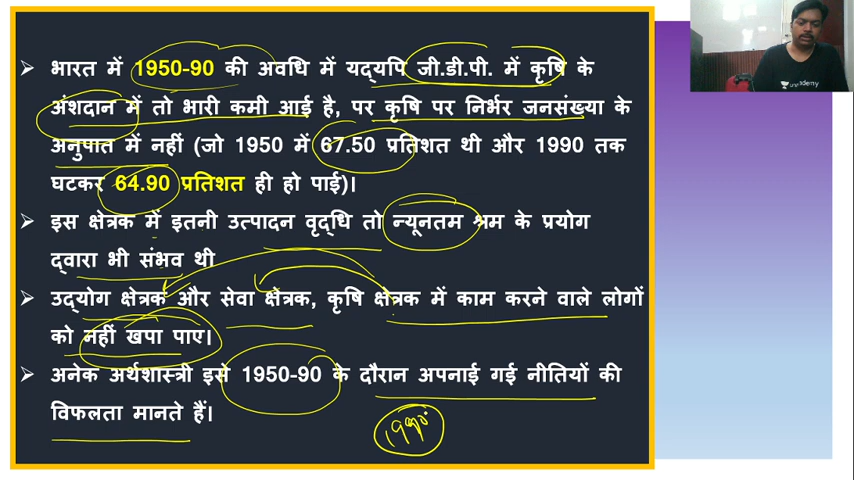 ➢ भारत में 1950-90 की अवधि में यद्यपि जी.डी.पी. में कृषि के
अंशदान में तो भारी कमी आई है, पर कृषि पर निर्भर जनसंख्या के
अनुपात में नहीं (जो 1950 में 67.50 प्रतिशत थी और 1990 तक
घटकर 64.90 प्रतिशत ही हो पाई)।
➢ इस क्षेत्रक में इतनी उत्पादन वृद्धि तो न्यूनतम श्रम के प्रयोग
द्वारा भी संभव थी
➢ उद्योग क्षेत्रक और सेवा क्षेत्रक, कृषि क्षेत्रक में काम करने वाले लोगों
को नहीं खपा पाए।
➢ अनेक अर्थशास्त्री इसे 1950-90 के दौरान अपनाई गई नीतियों की
विफलता मानते हैं।